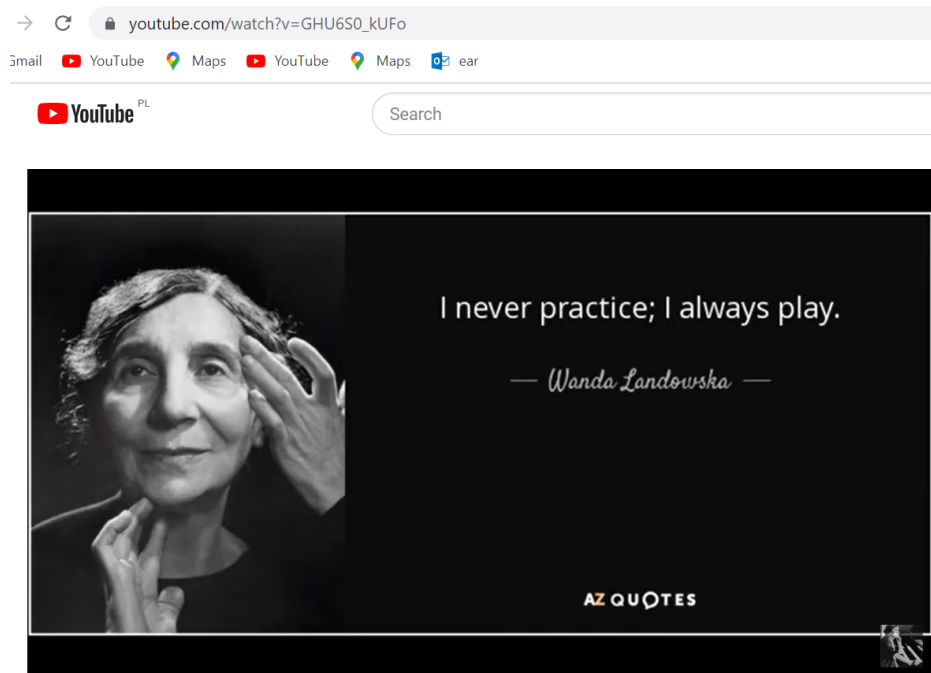 youtube.com/watch?v=GHU6S0_kUFo
Gmail YouTube Maps YouTube Maps ear
YouTube PL
Search
I never practice; I always play.
— Wanda Landowska —
AZ QUOTES